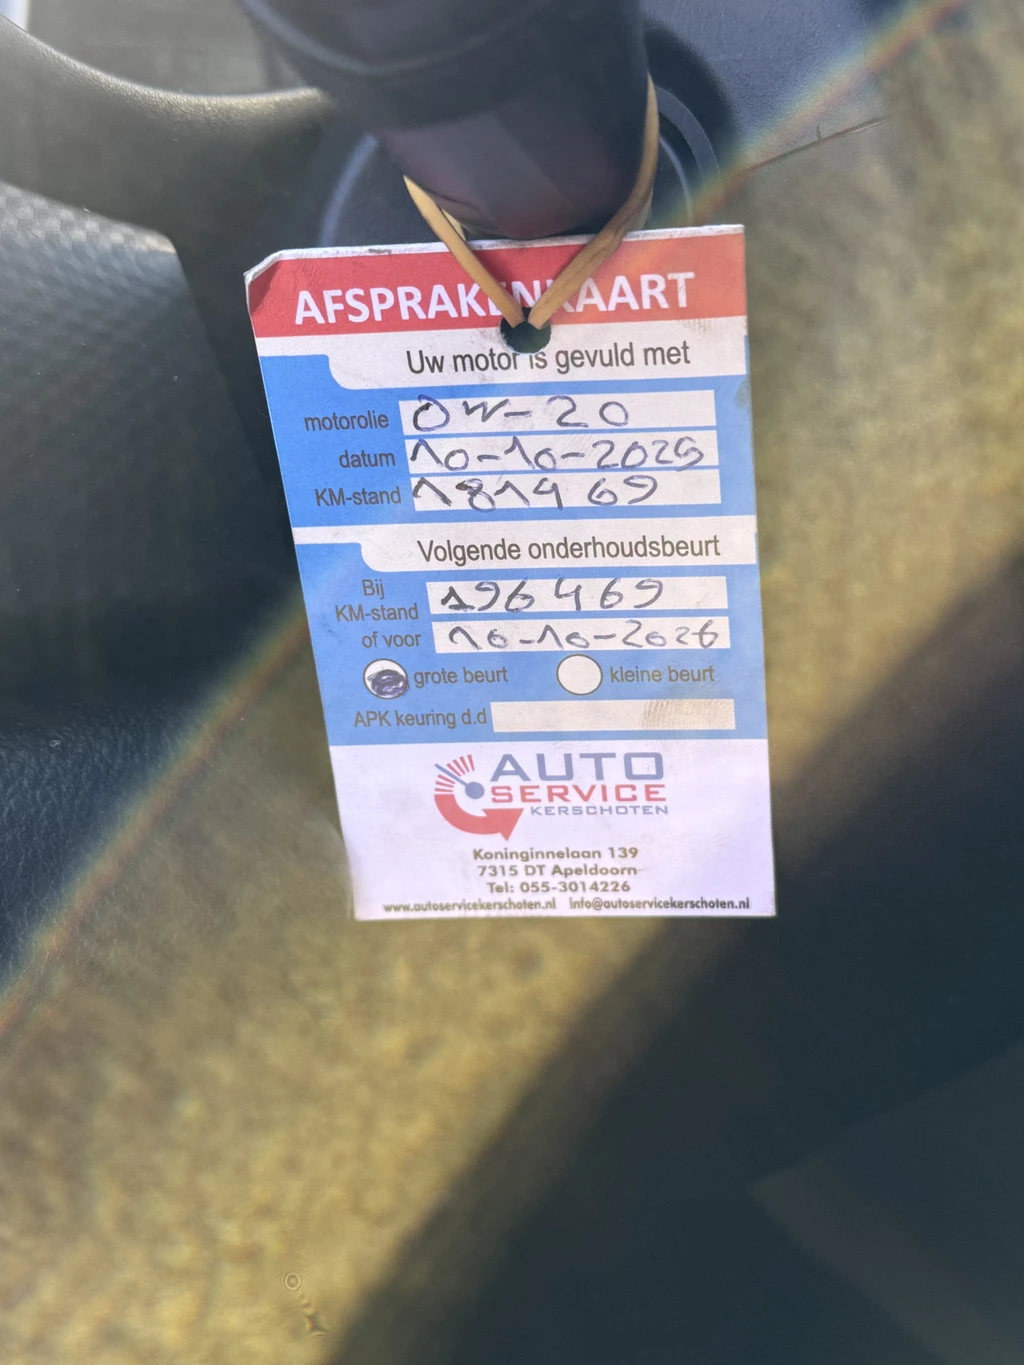 AFSPRAKENKAART
Uw motor is gevuld met
motorolie 0W-20
datum 10-10-2025
KM-stand 181469
Volgende onderhoudsbeurt
Bij
KM-stand 196469
of voor 10-10-2026
grote beurt kleine beurt
APK keuring d.d
AUTO
SERVICE
KERSCHOTEN
Koninginnelaan 139
7315 DT Apeldoorn
Tel: 055-3014226
www.autoservicekerschoten.nl info@autoservicekerschoten.nl